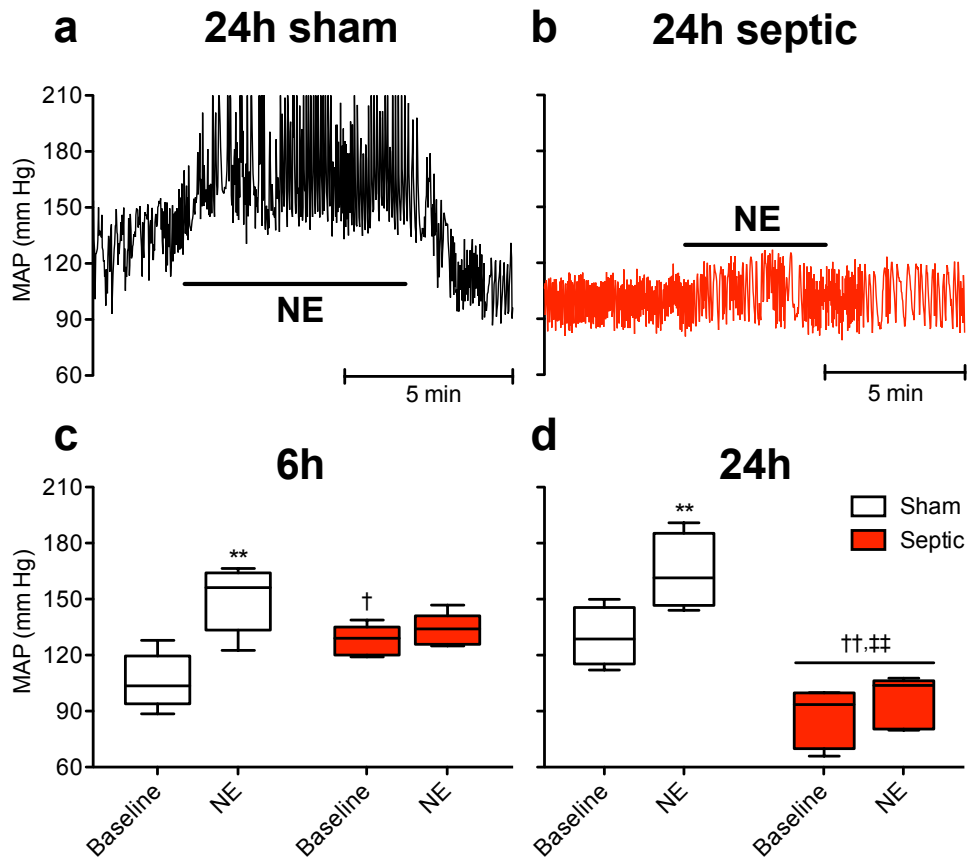 a 24h sham
b 24h septic
210
180
150
120
90
60
MAP (mm Hg)
NE
5 min
NE
5 min
c 6h
210
180
150
120
90
60
MAP (mm Hg)
**
†
Baseline
NE
Baseline
NE
d 24h
**
††,‡‡
Sham
Septic
Baseline
NE
Baseline
NE